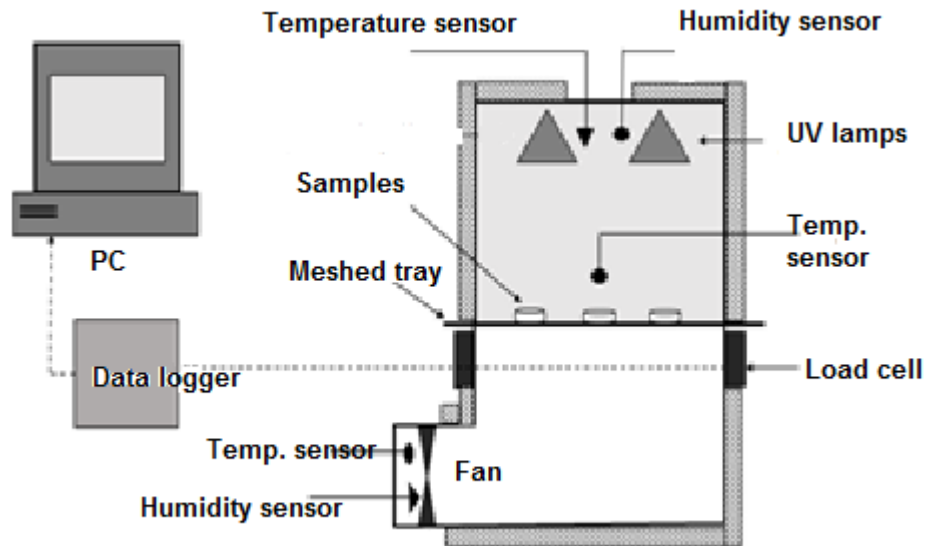 Temperature sensor
Humidity sensor
UV lamps
Samples
Temp.
sensor
PC
Meshed tray
Data logger
Load cell
Temp. sensor
Fan
Humidity sensor